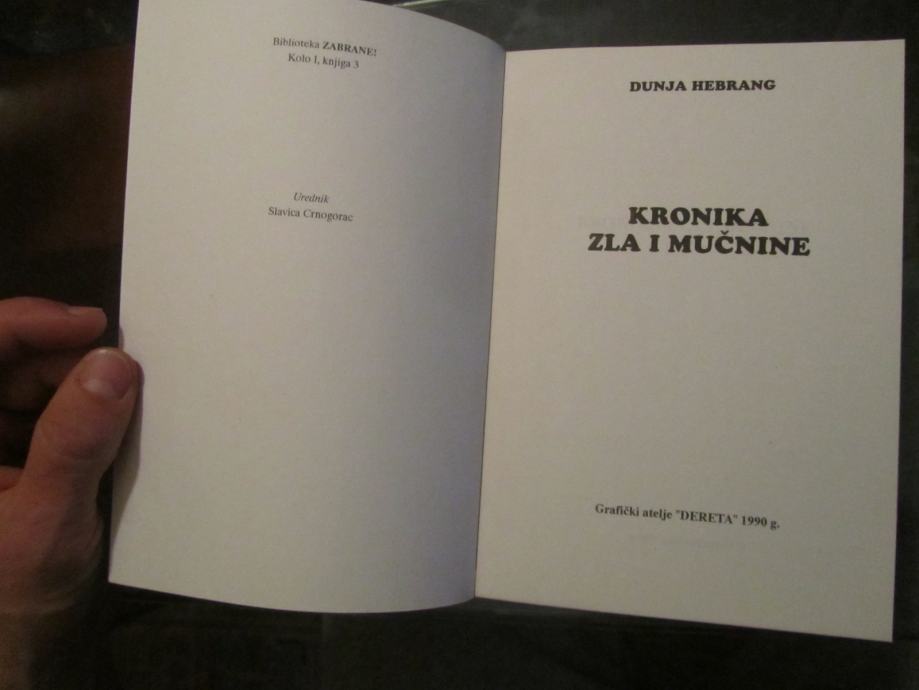 Biblioteka ZABRANE!
Kolo I, knjiga 3
Urednik
Slavica Crnogorac
DUNJA HEBRANG
KRONIKA
ZLA I MUČNINE
Grafički atelje "DERETA" 1990 g.